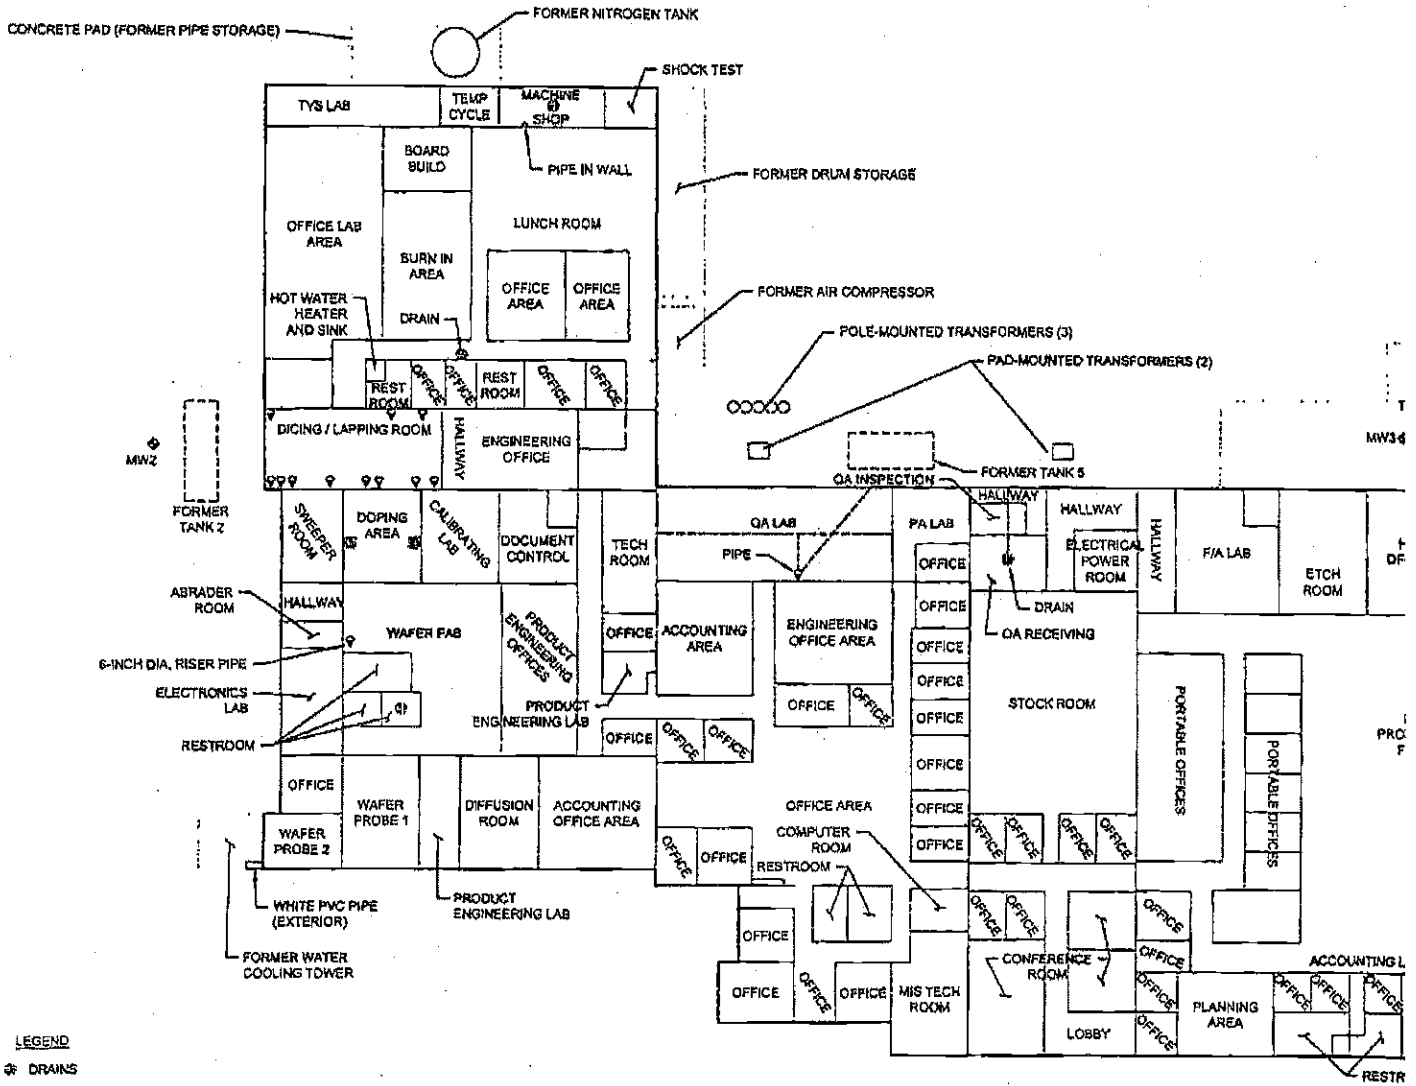 FORMER NITROGEN TANK
CONCRETE PAD (FORMER PIPE STORAGE)
SHOCK TEST
TYS LAB
TEMP
CYCLE
MACHINE
SHOP
BOARD
BUILD
PIPE IN WALL
FORMER DRUM STORAGE
OFFICE LAB
AREA
LUNCH ROOM
BURN IN
AREA
OFFICE
AREA
OFFICE
AREA
HOT WATER
HEATER
AND SINK
DRAIN
FORMER AIR COMPRESSOR
POLE-MOUNTED TRANSFORMERS (3)
PAD-MOUNTED TRANSFORMERS (2)
REST
ROOM
OFFICE
OFFICE
REST
ROOM
OFFICE
OFFICE
DICING / LAPPING ROOM
HALLWAY
ENGINEERING
OFFICE
MW2
FORMER
TANK 2
FORMER TANK 5
QA INSPECTION
T
MW3
SWEEPER
ROOM
DOPING
AREA
CALIBRATING
LAB
DOCUMENT
CONTROL
TECH
ROOM
QA LAB
PIPE
PA LAB
HALLWAY
HALLWAY
ELECTRICAL
POWER
ROOM
HALLWAY
F/A LAB
ETCH
ROOM
OFFICE
DRAIN
QA RECEIVING
ABRADER
ROOM
HALLWAY
WAFER FAB
PRODUCT
ENGINEERING
OFFICES
OFFICE
ACCOUNTING
AREA
ENGINEERING
OFFICE AREA
OFFICE
OFFICE
OFFICE
OFFICE
OFFICE
OFFICE
OFFICE
6-INCH DIA. RISER PIPE
ELECTRONICS
LAB
RESTROOM
PRODUCT
ENGINEERING LAB
OFFICE
OFFICE
OFFICE
OFFICE
OFFICE
STOCK ROOM
PORTABLE OFFICES
PORTABLE OFFICES
PRO
F
OFFICE
WAFER
PROBE 1
DIFFUSION
ROOM
ACCOUNTING
OFFICE AREA
OFFICE AREA
WAFER
PROBE 2
OFFICE
OFFICE
COMPUTER
ROOM
RESTROOM
OFFICE
OFFICE
OFFICE
OFFICE
OFFICE
WHITE PVC PIPE
(EXTERIOR)
PRODUCT
ENGINEERING LAB
FORMER WATER
COOLING TOWER
OFFICE
OFFICE
OFFICE
OFFICE
MIS TECH
ROOM
OFFICE
OFFICE
CONFERENCE
ROOM
LOBBY
OFFICE
OFFICE
OFFICE
OFFICE
PLANNING
AREA
ACCOUNTING L
OFFICE
OFFICE
OFFICE
RESTR
LEGEND
DRAINS